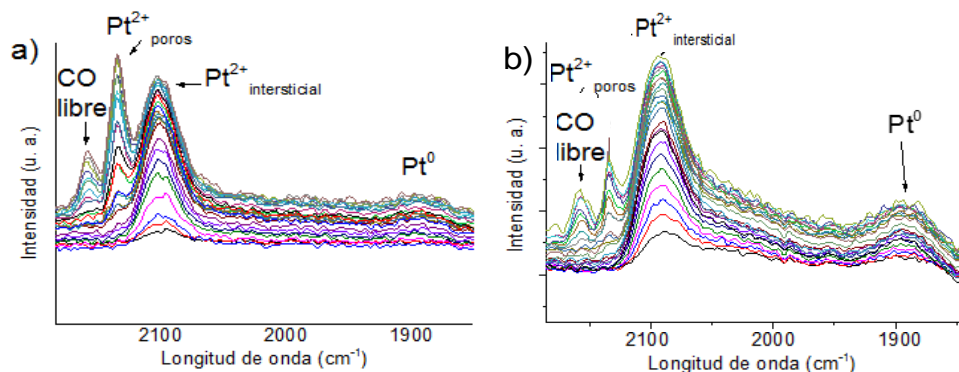 a)
Pt2+ poros
CO
libre
Pt2+ intersticial
Pt0
Intensidad (u. a.)
2100
2000
1900
Longitud de onda (cm-1)
b)
Pt2+ intersticial
Pt2+ poros
CO
libre
Pt0
Intensidad (u. a.)
2100
2000
1900
Longitud de onda (cm-1)